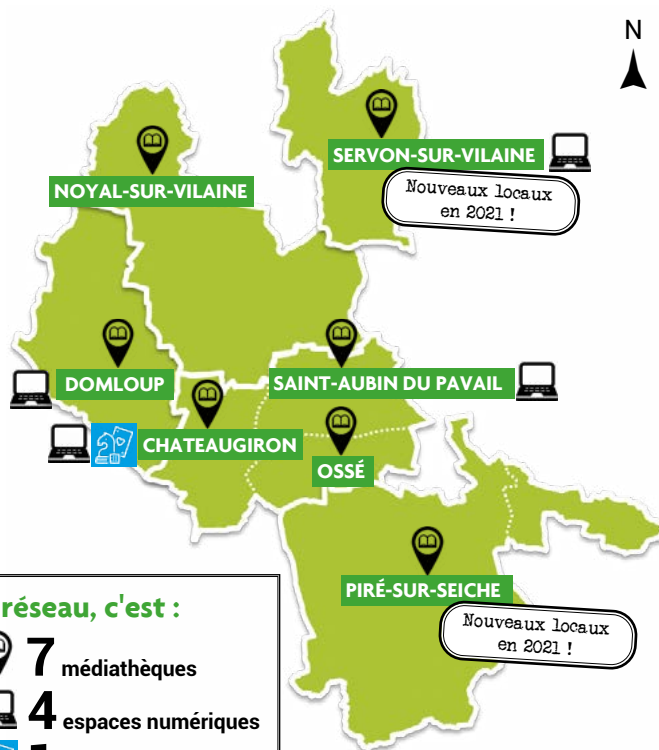 N
SERVON-SUR-VILAINE
Nouveaux locaux
en 2021 !
NOYAL-SUR-VILAINE
DOMLOUP
SAINT-AUBIN DU PAVAIL
CHATEAUGIRON
OSSÉ
PIRÉ-SUR-SEICHE
Nouveaux locaux
en 2021 !
réseau, c'est :
7 médiathèques
4 espaces numériques